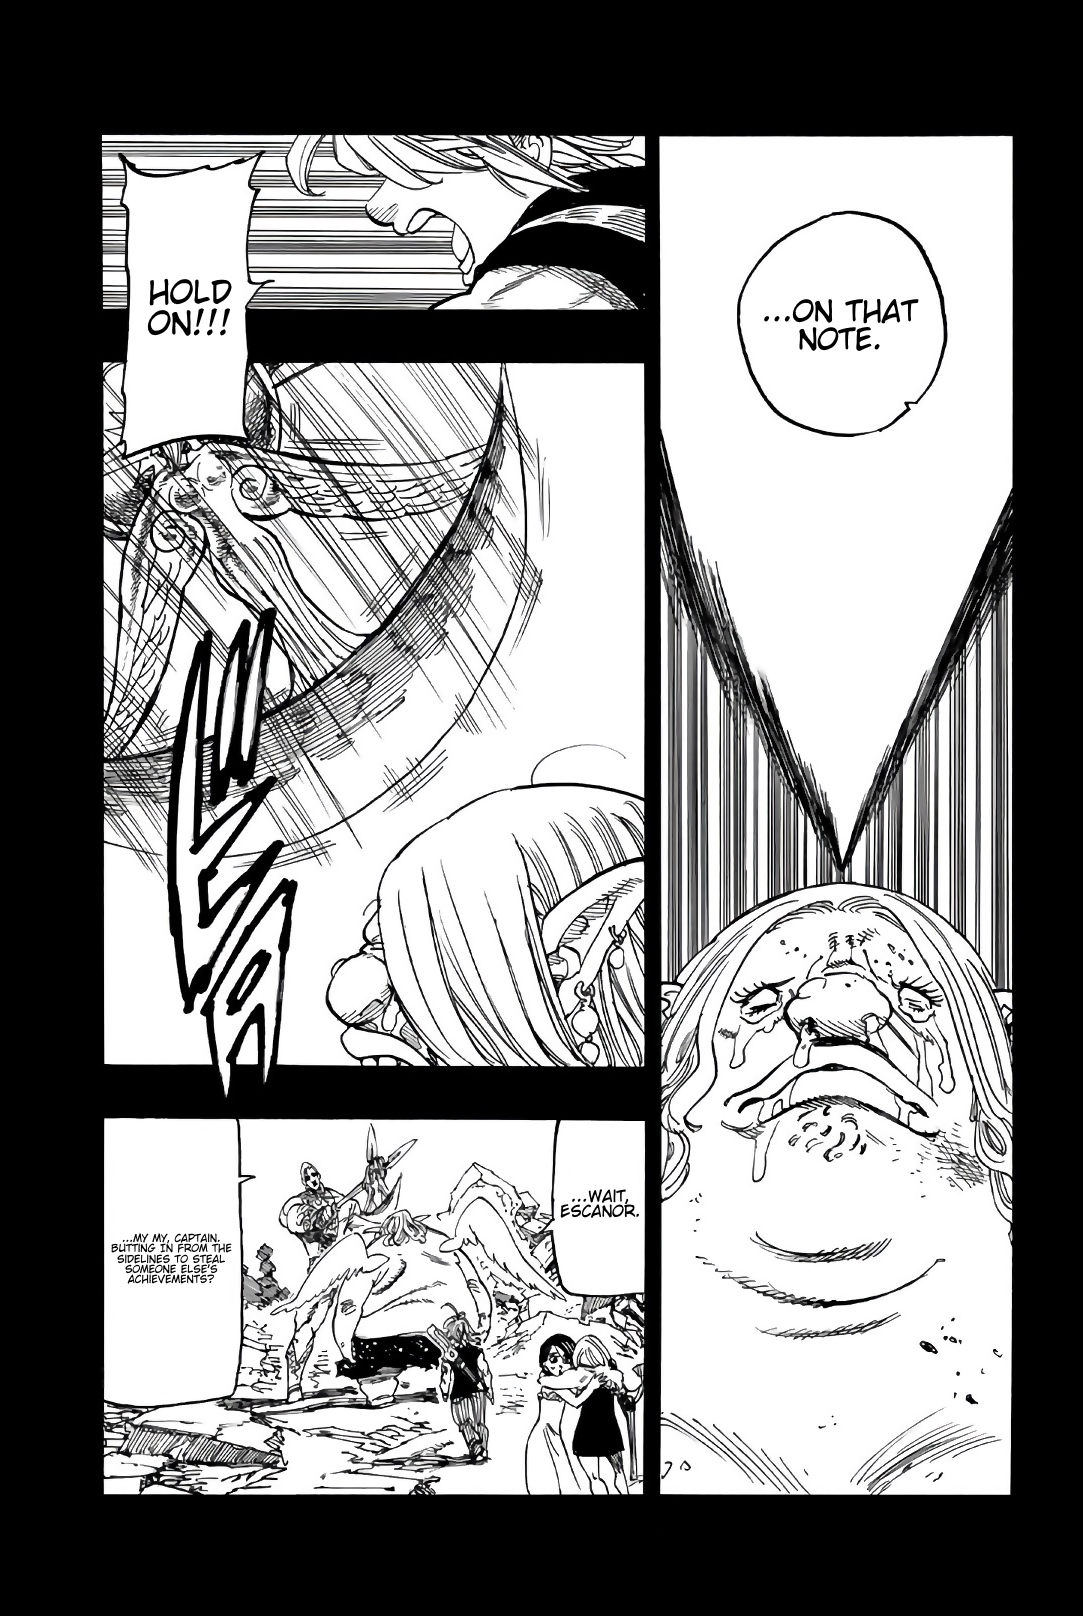 ...ON THAT
NOTE.
HOLD
ON!!!
...WAIT,
ESCANOR.
...MY MY, CAPTAIN.
BUTTING IN FROM THE
SIDELINES TO STEAL
SOMEONE ELSE'S
ACHIEVEMENTS?